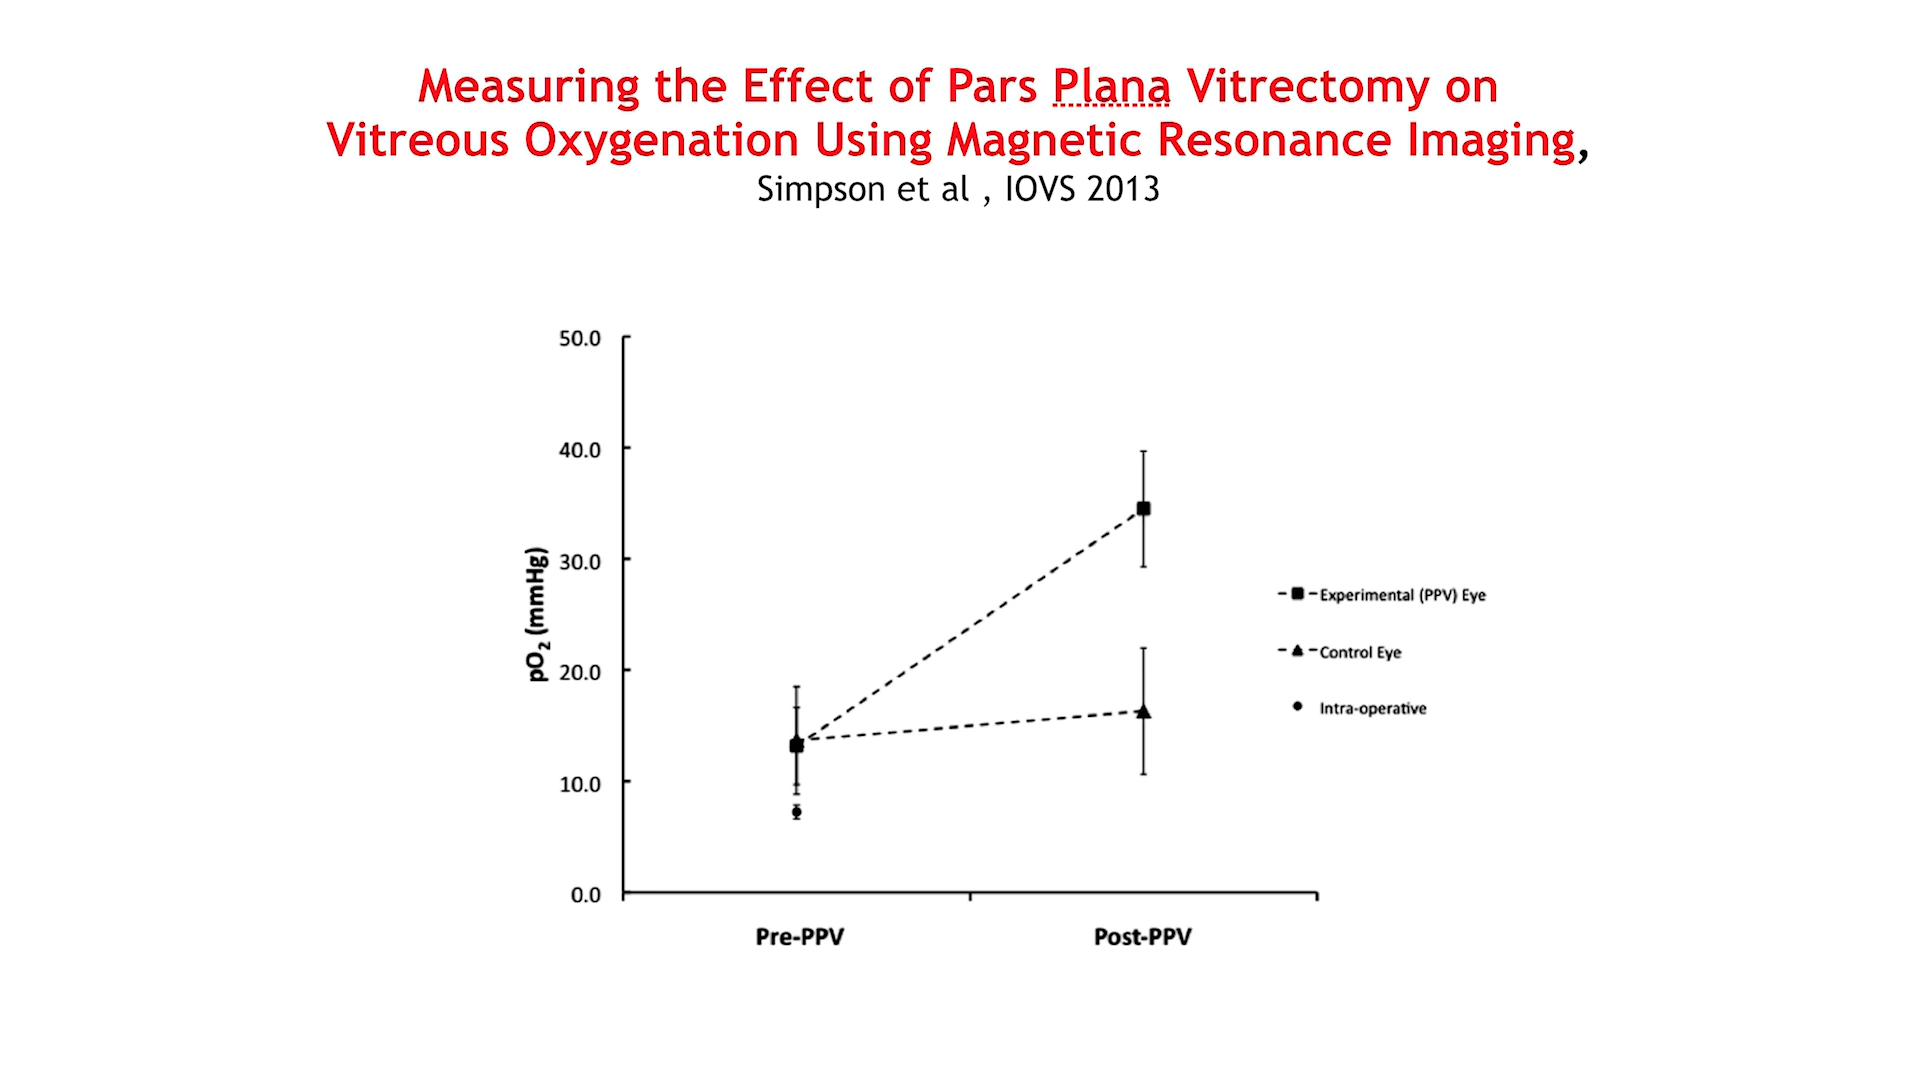 Measuring the Effect of Pars Plana Vitrectomy on
Vitreous Oxygenation Using Magnetic Resonance Imaging,
Simpson et al , IOVS 2013
50.0
40.0
30.0
20.0
10.0
0.0
pO2 (mmHg)
Pre-PPV
Post-PPV
Experimental (PPV) Eye
Control Eye
Intra-operative